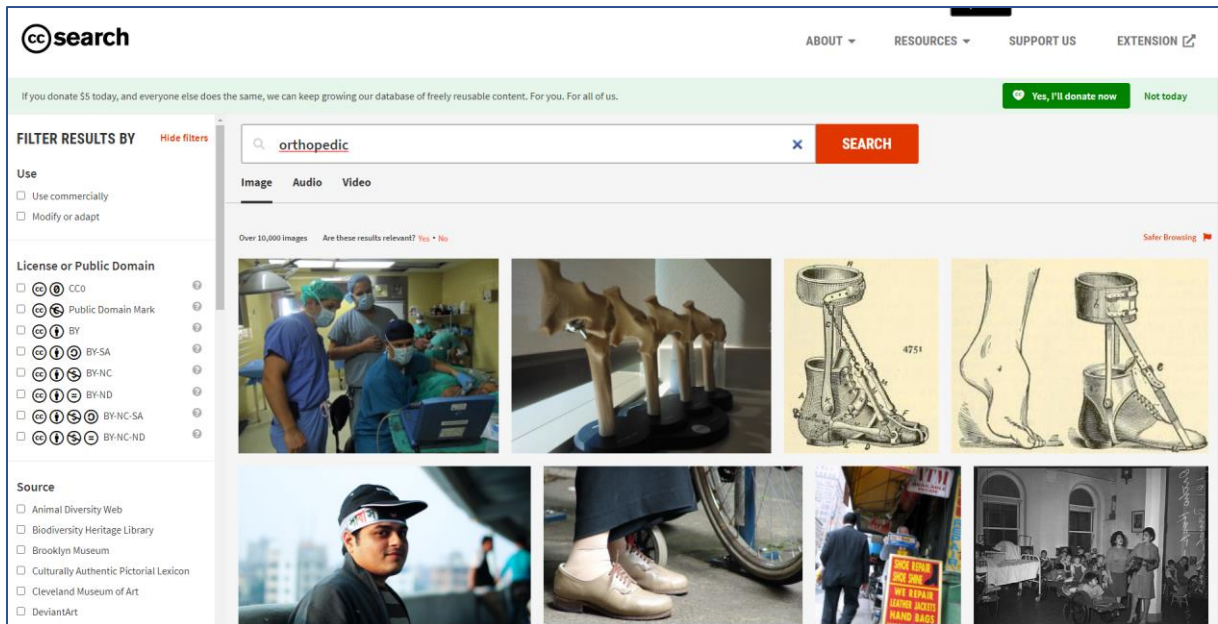 cc search
ABOUT RESOURCES SUPPORT US EXTENSION
If you donate $5 today, and everyone else does the same, we can keep growing our database of freely reusable content. For you. For all of us.
Yes, I'll donate now Not today
FILTER RESULTS BY Hide filters
orthopedic
SEARCH
Use
Use commercially
Modify or adapt
Image Audio Video
Over 10,000 images Are these results relevant? Yes • No
Safer Browsing
License or Public Domain
CC0
Public Domain Mark
BY
BY-SA
BY-NC
BY-ND
BY-NC-SA
BY-NC-ND
4751
Source
Animal Diversity Web
Biodiversity Heritage Library
Brooklyn Museum
Culturally Authentic Pictorial Lexicon
Cleveland Museum of Art
DeviantArt
ATM
SHOE REPAIR
SHOE SHINE
WE REPAIR
LEATHER JACKETS
HAND BAGS